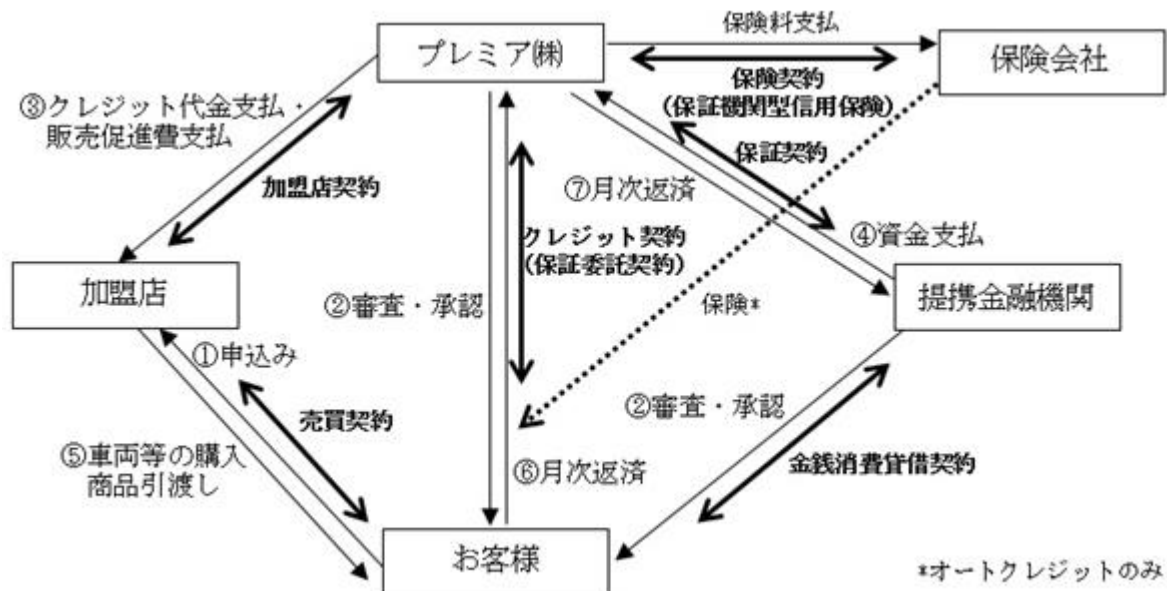 保険料支払
プレミア㈱
保険会社
③クレジット代金支払・
販売促進費支払
保険契約
(保証機関型信用保険)
加盟店契約
保証契約
⑦月次返済
④資金支払
クレジット契約
(保証委託契約)
加盟店
②審査・承認
保険*
提携金融機関
①申込み
売買契約
②審査・承認
⑤車両等の購入
商品引渡し
⑥月次返済
金銭消費貸借契約
お客様
*オートクレジットのみ